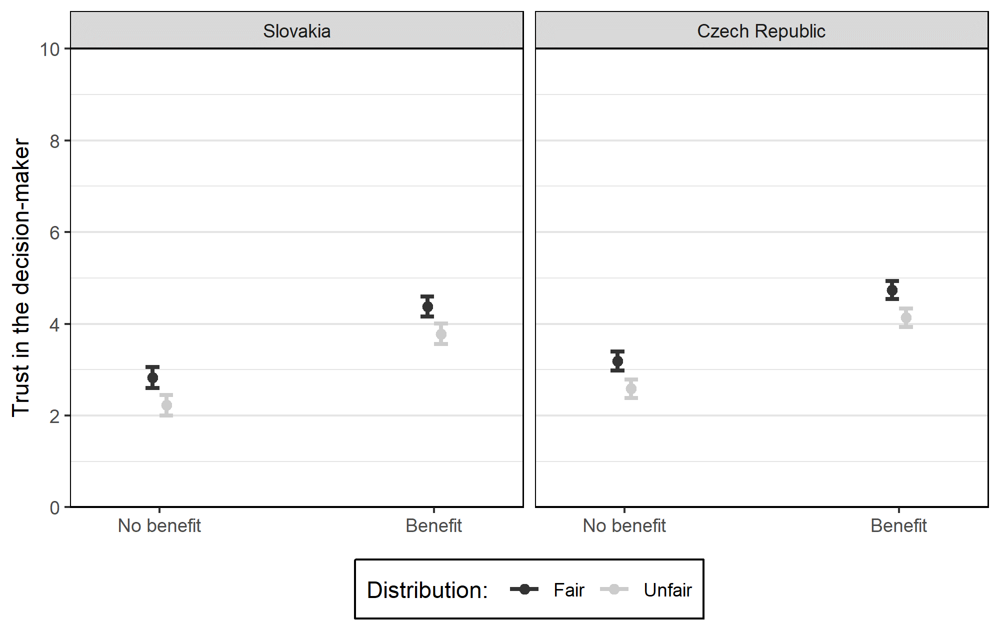 Slovakia
Czech Republic
Trust in the decision-maker
10
8
6
4
2
0
No benefit
Benefit
No benefit
Benefit
Distribution:
Fair
Unfair